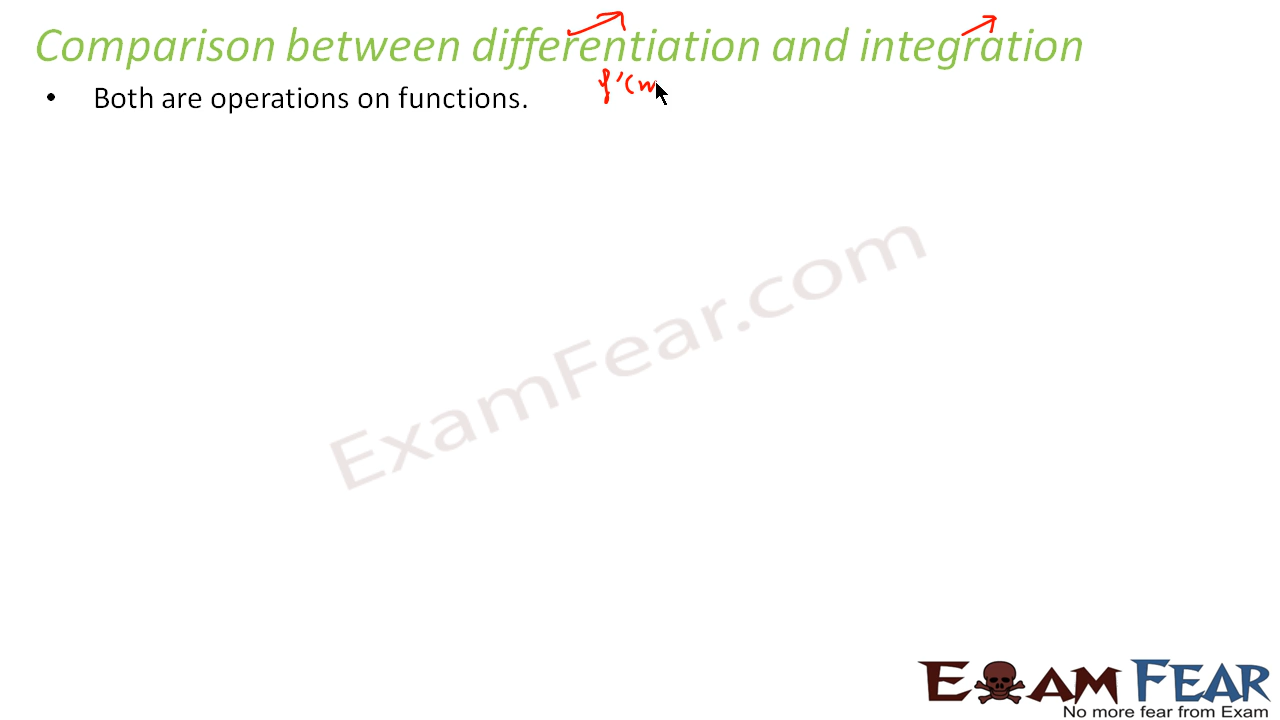 Comparison between differentiation and integration
f'(
• Both are operations on functions.
ExamFear.com
EXAM FEAR
No more fear from Exam